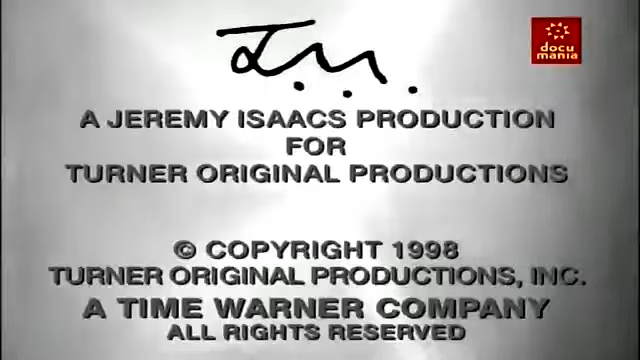 docu
mania
A JEREMY ISAACS PRODUCTION
FOR
TURNER ORIGINAL PRODUCTIONS
© COPYRIGHT 1998
TURNER ORIGINAL PRODUCTIONS, INC.
A TIME WARNER COMPANY
ALL RIGHTS RESERVED